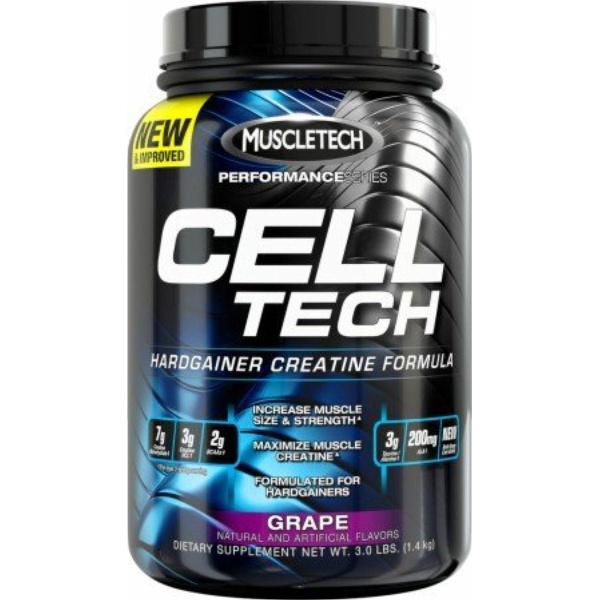 NEW
& IMPROVED
MUSCLETECH
PERFORMANCE SERIES
CELL
TECH
HARDGAINER CREATINE FORMULA
INCREASE MUSCLE
SIZE & STRENGTH
MAXIMIZE MUSCLE
CREATINE
FORMULATED FOR
HARDGAINERS
7g
3g
2g
3g
200mg
NEW
GRAPE
NATURAL AND ARTIFICIAL FLAVORS
DIETARY SUPPLEMENT NET WT. 3.0 LBS. (1.4 kg)